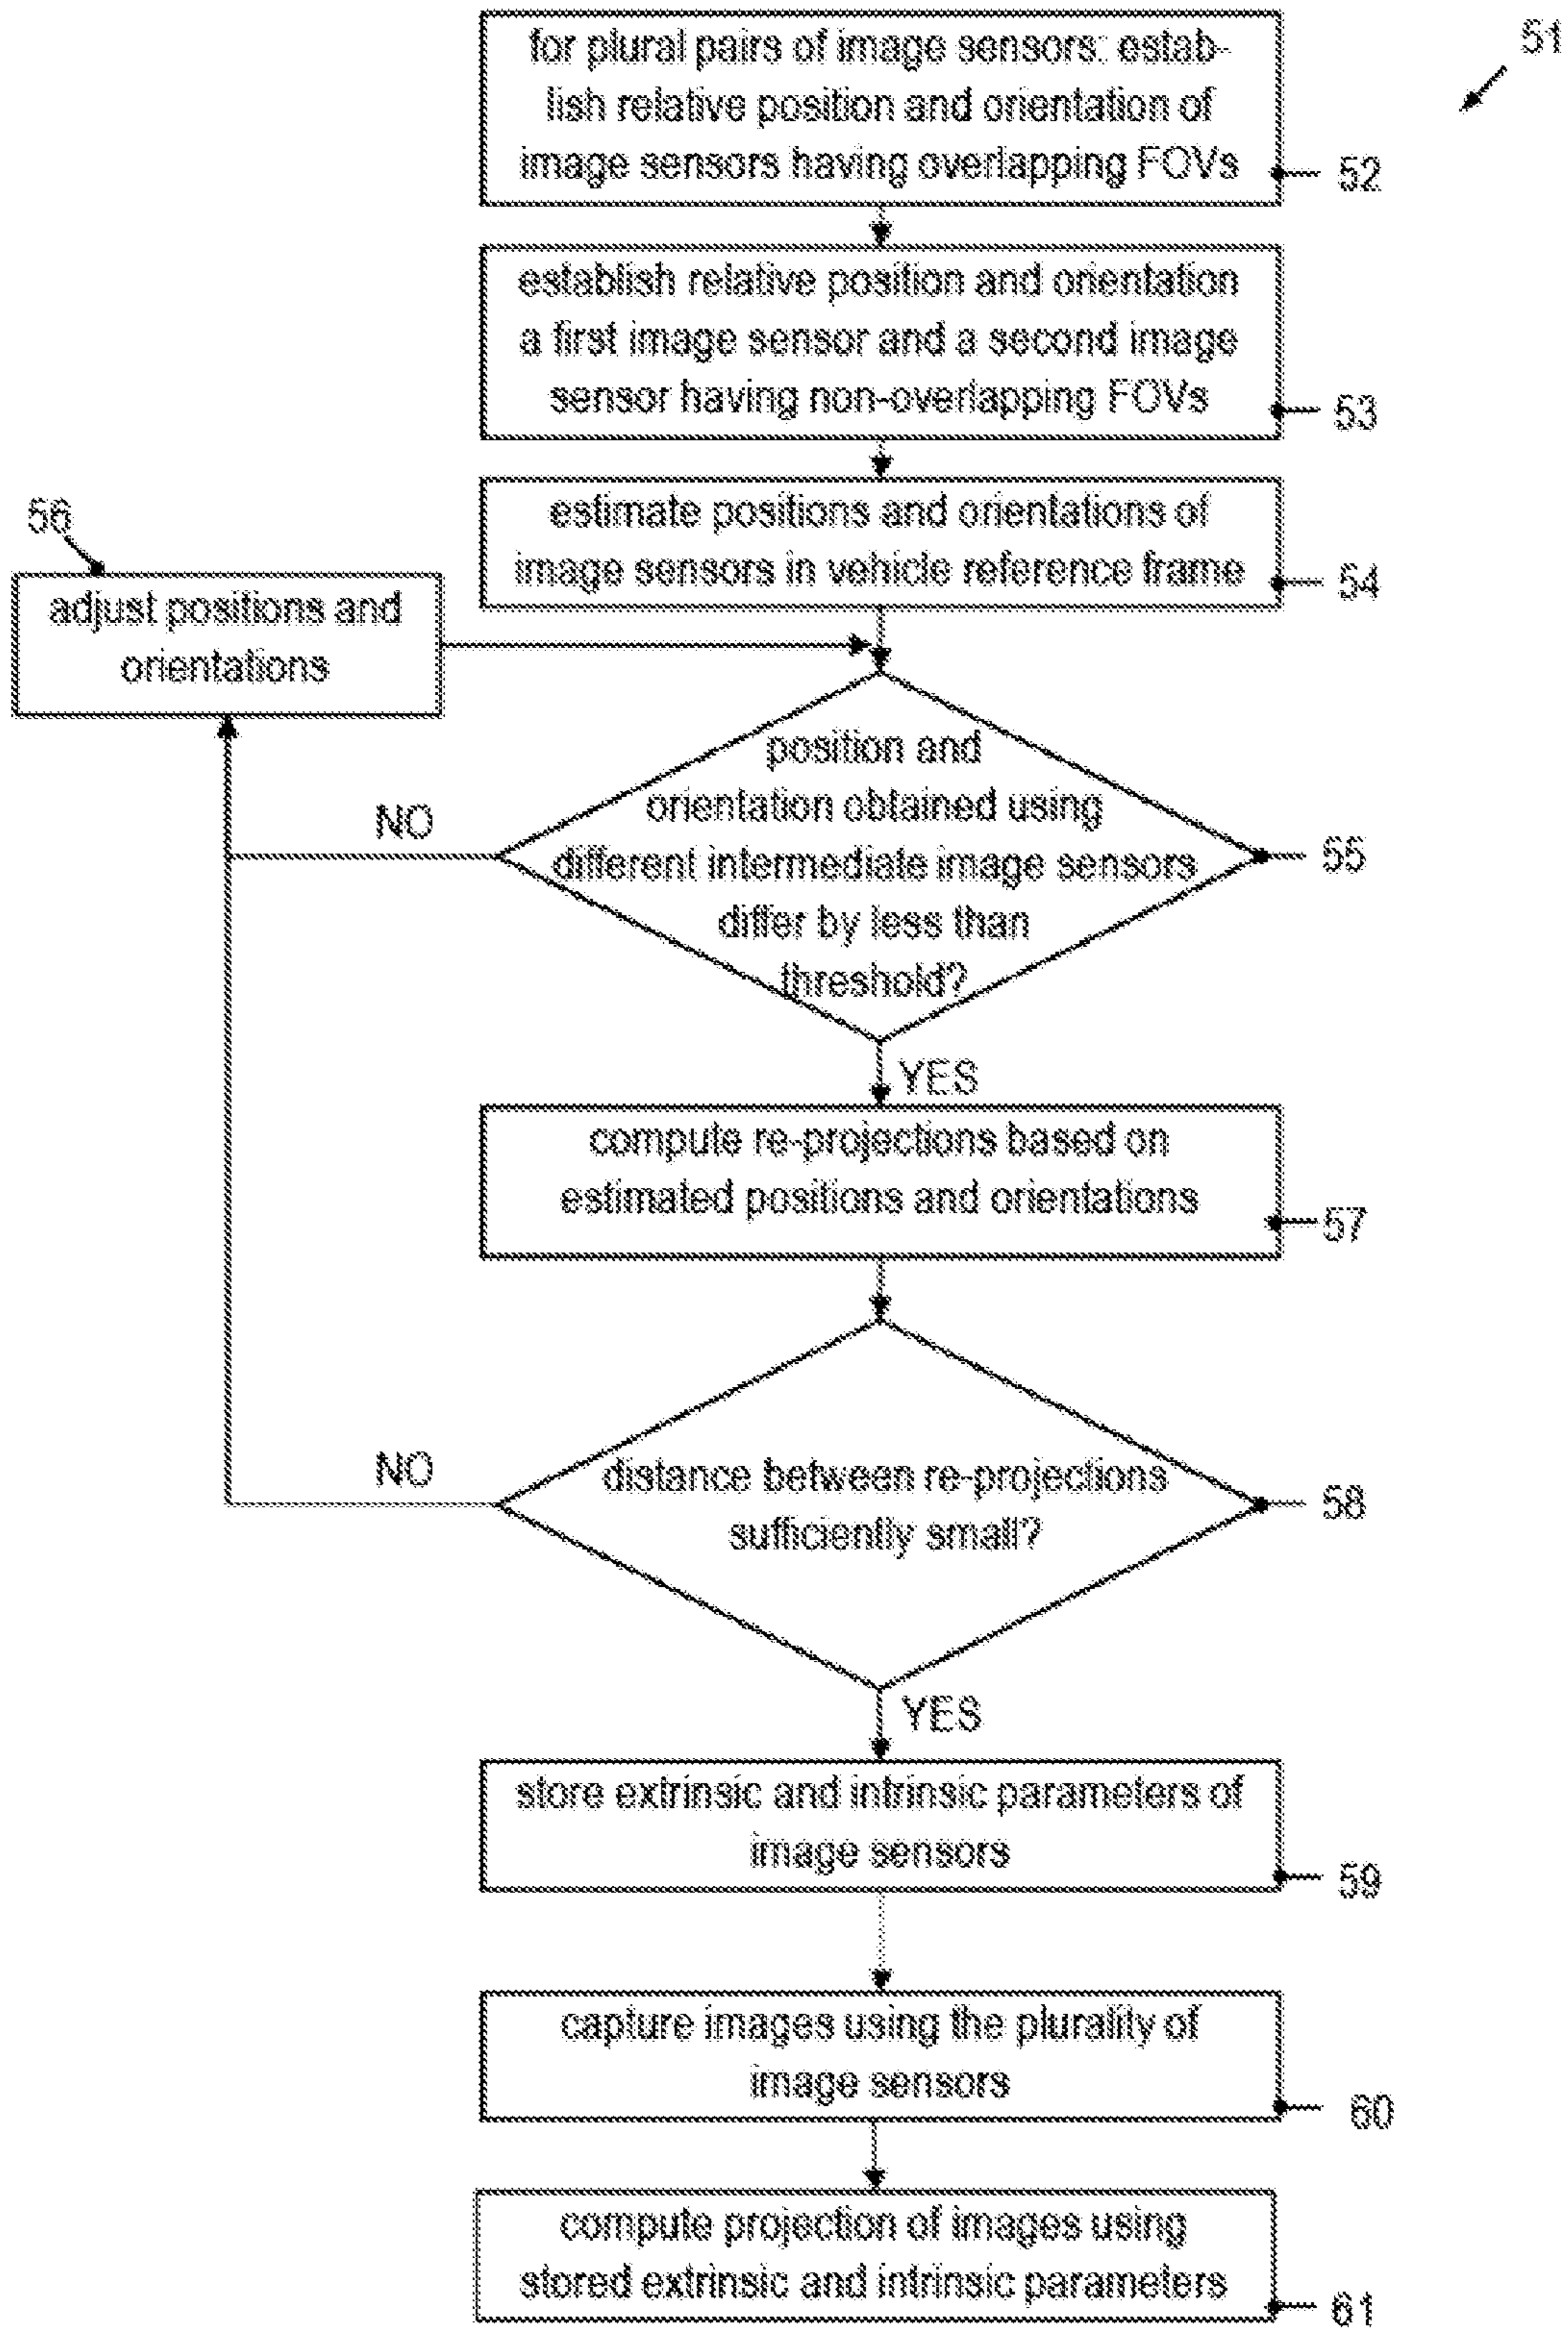 51
for plural pairs of image sensors: estab-
lish relative position and orientation of
image sensors having overlapping FOVs
52
establish relative position and orientation
a first image sensor and a second image
sensor having non-overlapping FOVs
53
estimate positions and orientations of
image sensors in vehicle reference frame
54
56
adjust positions and
orientations
position and
orientation obtained using
different intermediate image sensors
differ by less than
threshold?
55
NO
YES
compute re-projections based on
estimated positions and orientations
57
distance between re-projections
sufficiently small?
58
NO
YES
store extrinsic and intrinsic parameters of
image sensors
59
capture images using the plurality of
image sensors
60
compute projection of images using
stored extrinsic and intrinsic parameters
61